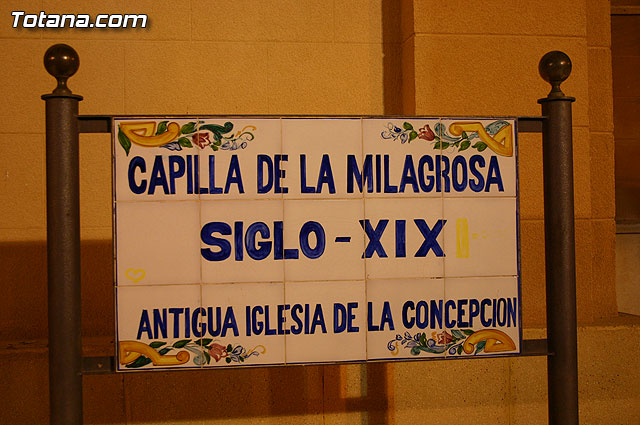 Totana.com
CAPILLA DE LA MILAGROSA
SIGLO - XIX
ANTIGUA IGLESIA DE LA CONCEPCION